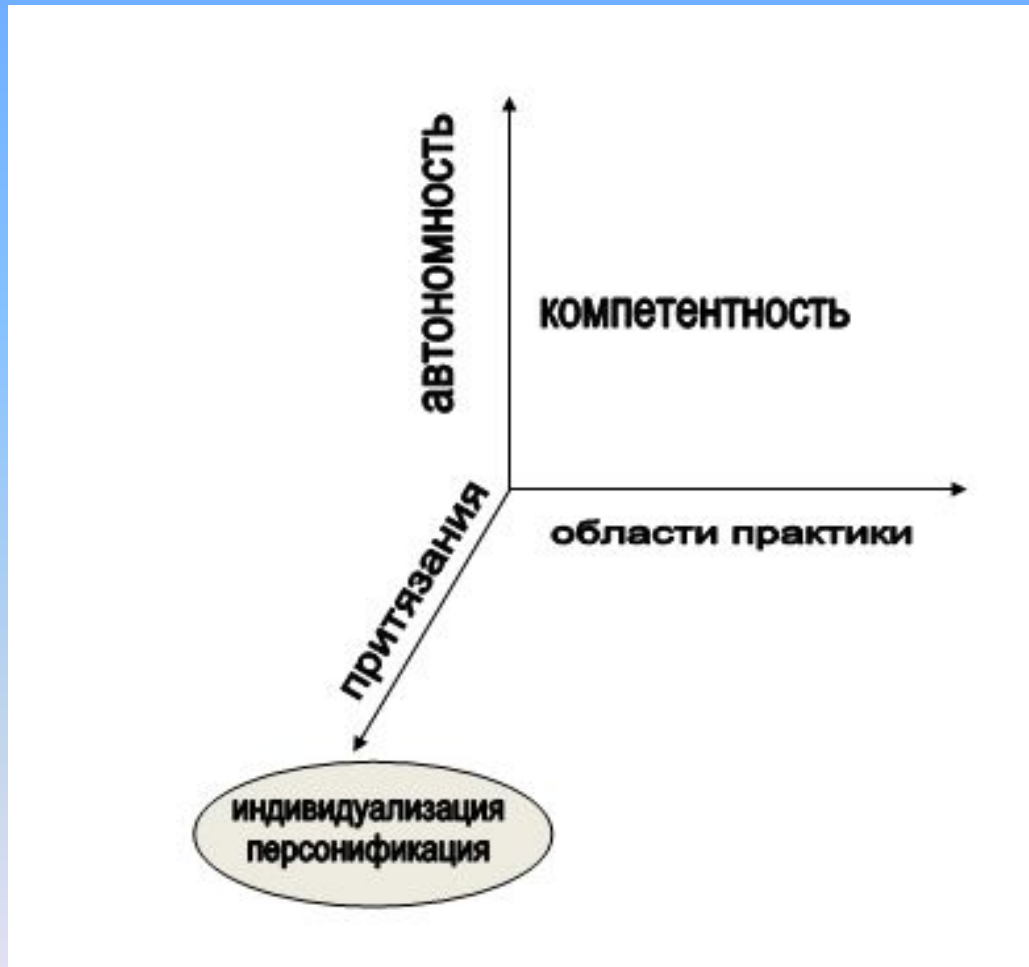 автономность
компетентность
области практики
притязания
индивидуализация
персонификация